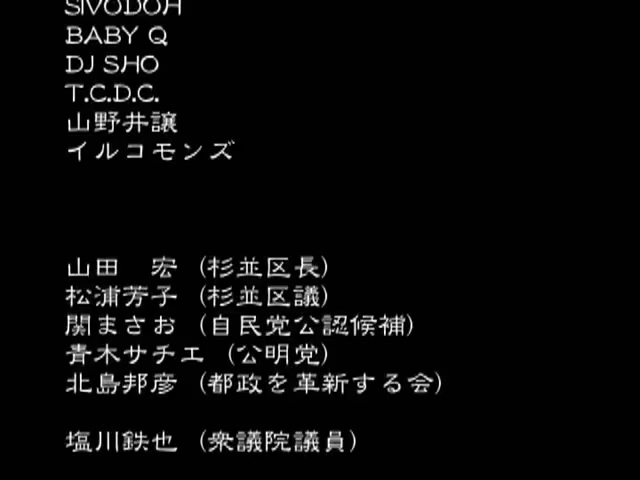 SIVODOH
BABY Q
DJ SHO
T.C.D.C.
山野井譲
イルコモンズ
山田　宏（杉並区長）
松浦芳子（杉並区議）
関まさお（自民党公認候補）
青木サチエ（公明党）
北島邦彦（都政を革新する会）
塩川鉄也（衆議院議員）